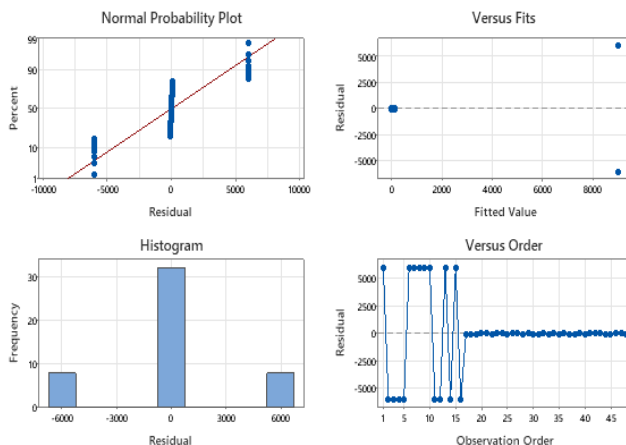 Normal Probability Plot
99
90
50
10
1
Percent
-10000 -5000 0 5000 10000
Residual
Versus Fits
5000
2500
0
-2500
-5000
Residual
0 2000 4000 6000 8000
Fitted Value
Histogram
30
20
10
0
Frequency
-6000 -3000 0 3000 6000
Residual
Versus Order
5000
2500
0
-2500
-5000
Residual
1 5 10 15 20 25 30 35 40 45
Observation Order